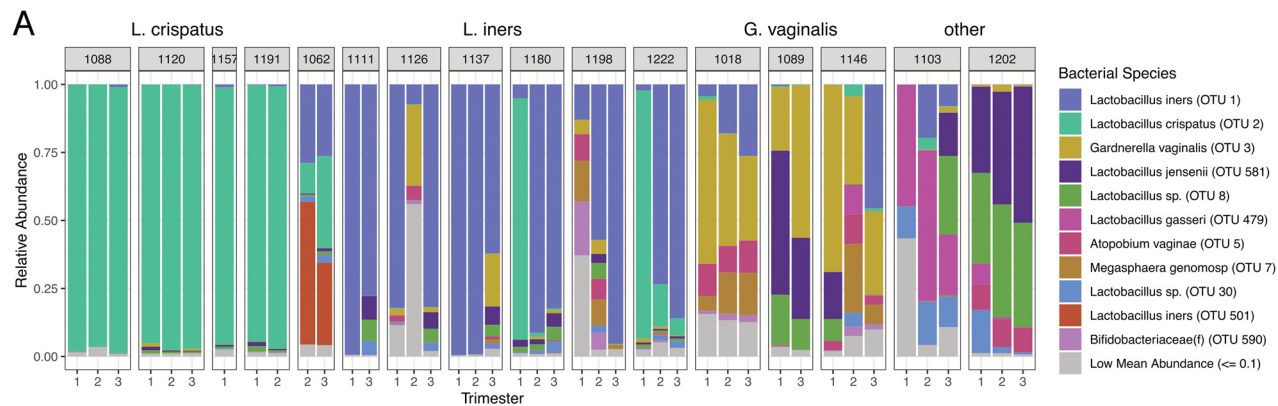 A
L. crispatus L. iners G. vaginalis other
1088 1120 1157 1191 1062 1111 1126 1137 1180 1198 1222 1018 1089 1146 1103 1202
Relative Abundance
1.00
0.75
0.50
0.25
0.00
1 2 3 1 2 3 1 1 2 2 3 1 3 1 2 3 1 2 3 1 2 3 1 2 3 1 2 3 1 2 3 1 3 1 2 3 1 2 3 1 2 3
Trimester
Bacterial Species
Lactobacillus iners (OTU 1)
Lactobacillus crispatus (OTU 2)
Gardnerella vaginalis (OTU 3)
Lactobacillus jensenii (OTU 581)
Lactobacillus sp. (OTU 8)
Lactobacillus gasseri (OTU 479)
Atopobium vaginae (OTU 5)
Megasphaera genomosp (OTU 7)
Lactobacillus sp. (OTU 30)
Lactobacillus iners (OTU 501)
Bifidobacteriaceae(f) (OTU 590)
Low Mean Abundance (<= 0.1)